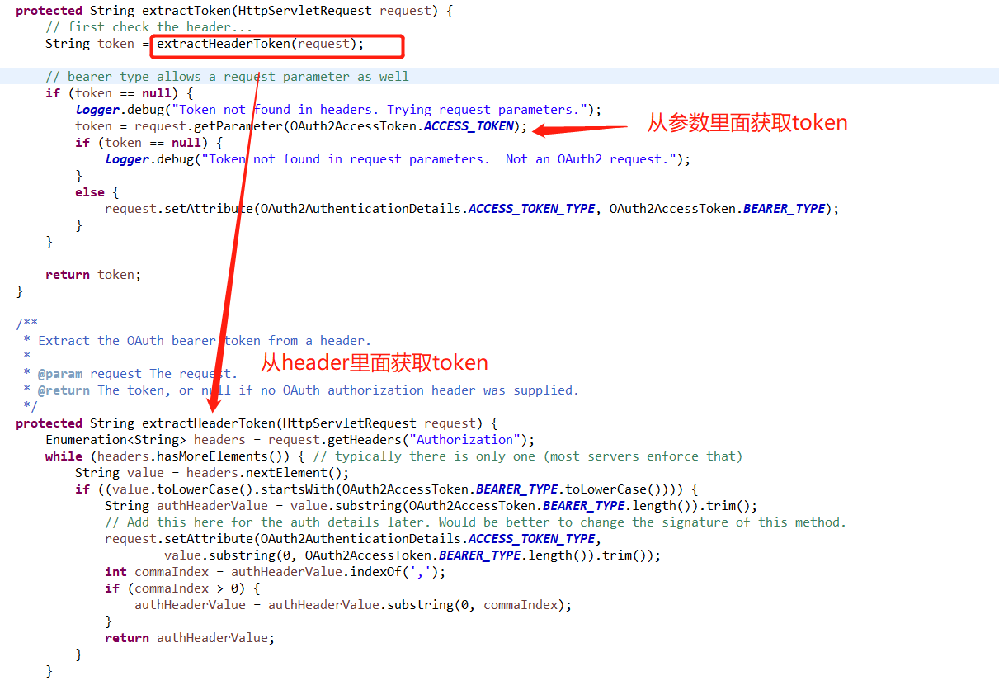 protected String extractToken(HttpServletRequest request) {
    // first check the header...
    String token = extractHeaderToken(request);
    // bearer type allows a request parameter as well
    if (token == null) {
        logger.debug("Token not found in headers. Trying request parameters.");
        token = request.getParameter(OAuth2AccessToken.ACCESS_TOKEN); 从参数里面获取token
        if (token == null) {
            logger.debug("Token not found in request parameters.  Not an OAuth2 request.");
        }
        else {
            request.setAttribute(OAuth2AuthenticationDetails.ACCESS_TOKEN_TYPE, OAuth2AccessToken.BEARER_TYPE);
        }
    }
    return token;
}
/**
 * Extract the OAuth bearer token from a header.
 *
从header里面获取token
 * @param request The request.
 * @return The token, or null if no OAuth authorization header was supplied.
 */
protected String extractHeaderToken(HttpServletRequest request) {
    Enumeration<String> headers = request.getHeaders("Authorization");
    while (headers.hasMoreElements()) { // typically there is only one (most servers enforce that)
        String value = headers.nextElement();
        if ((value.toLowerCase().startsWith(OAuth2AccessToken.BEARER_TYPE.toLowerCase()))) {
            String authHeaderValue = value.substring(OAuth2AccessToken.BEARER_TYPE.length()).trim();
            // Add this here for the auth details later. Would be better to change the signature of this method.
            request.setAttribute(OAuth2AuthenticationDetails.ACCESS_TOKEN_TYPE,
                    value.substring(0, OAuth2AccessToken.BEARER_TYPE.length()).trim());
            int commaIndex = authHeaderValue.indexOf(',');
            if (commaIndex > 0) {
                authHeaderValue = authHeaderValue.substring(0, commaIndex);
            }
            return authHeaderValue;
        }
    }